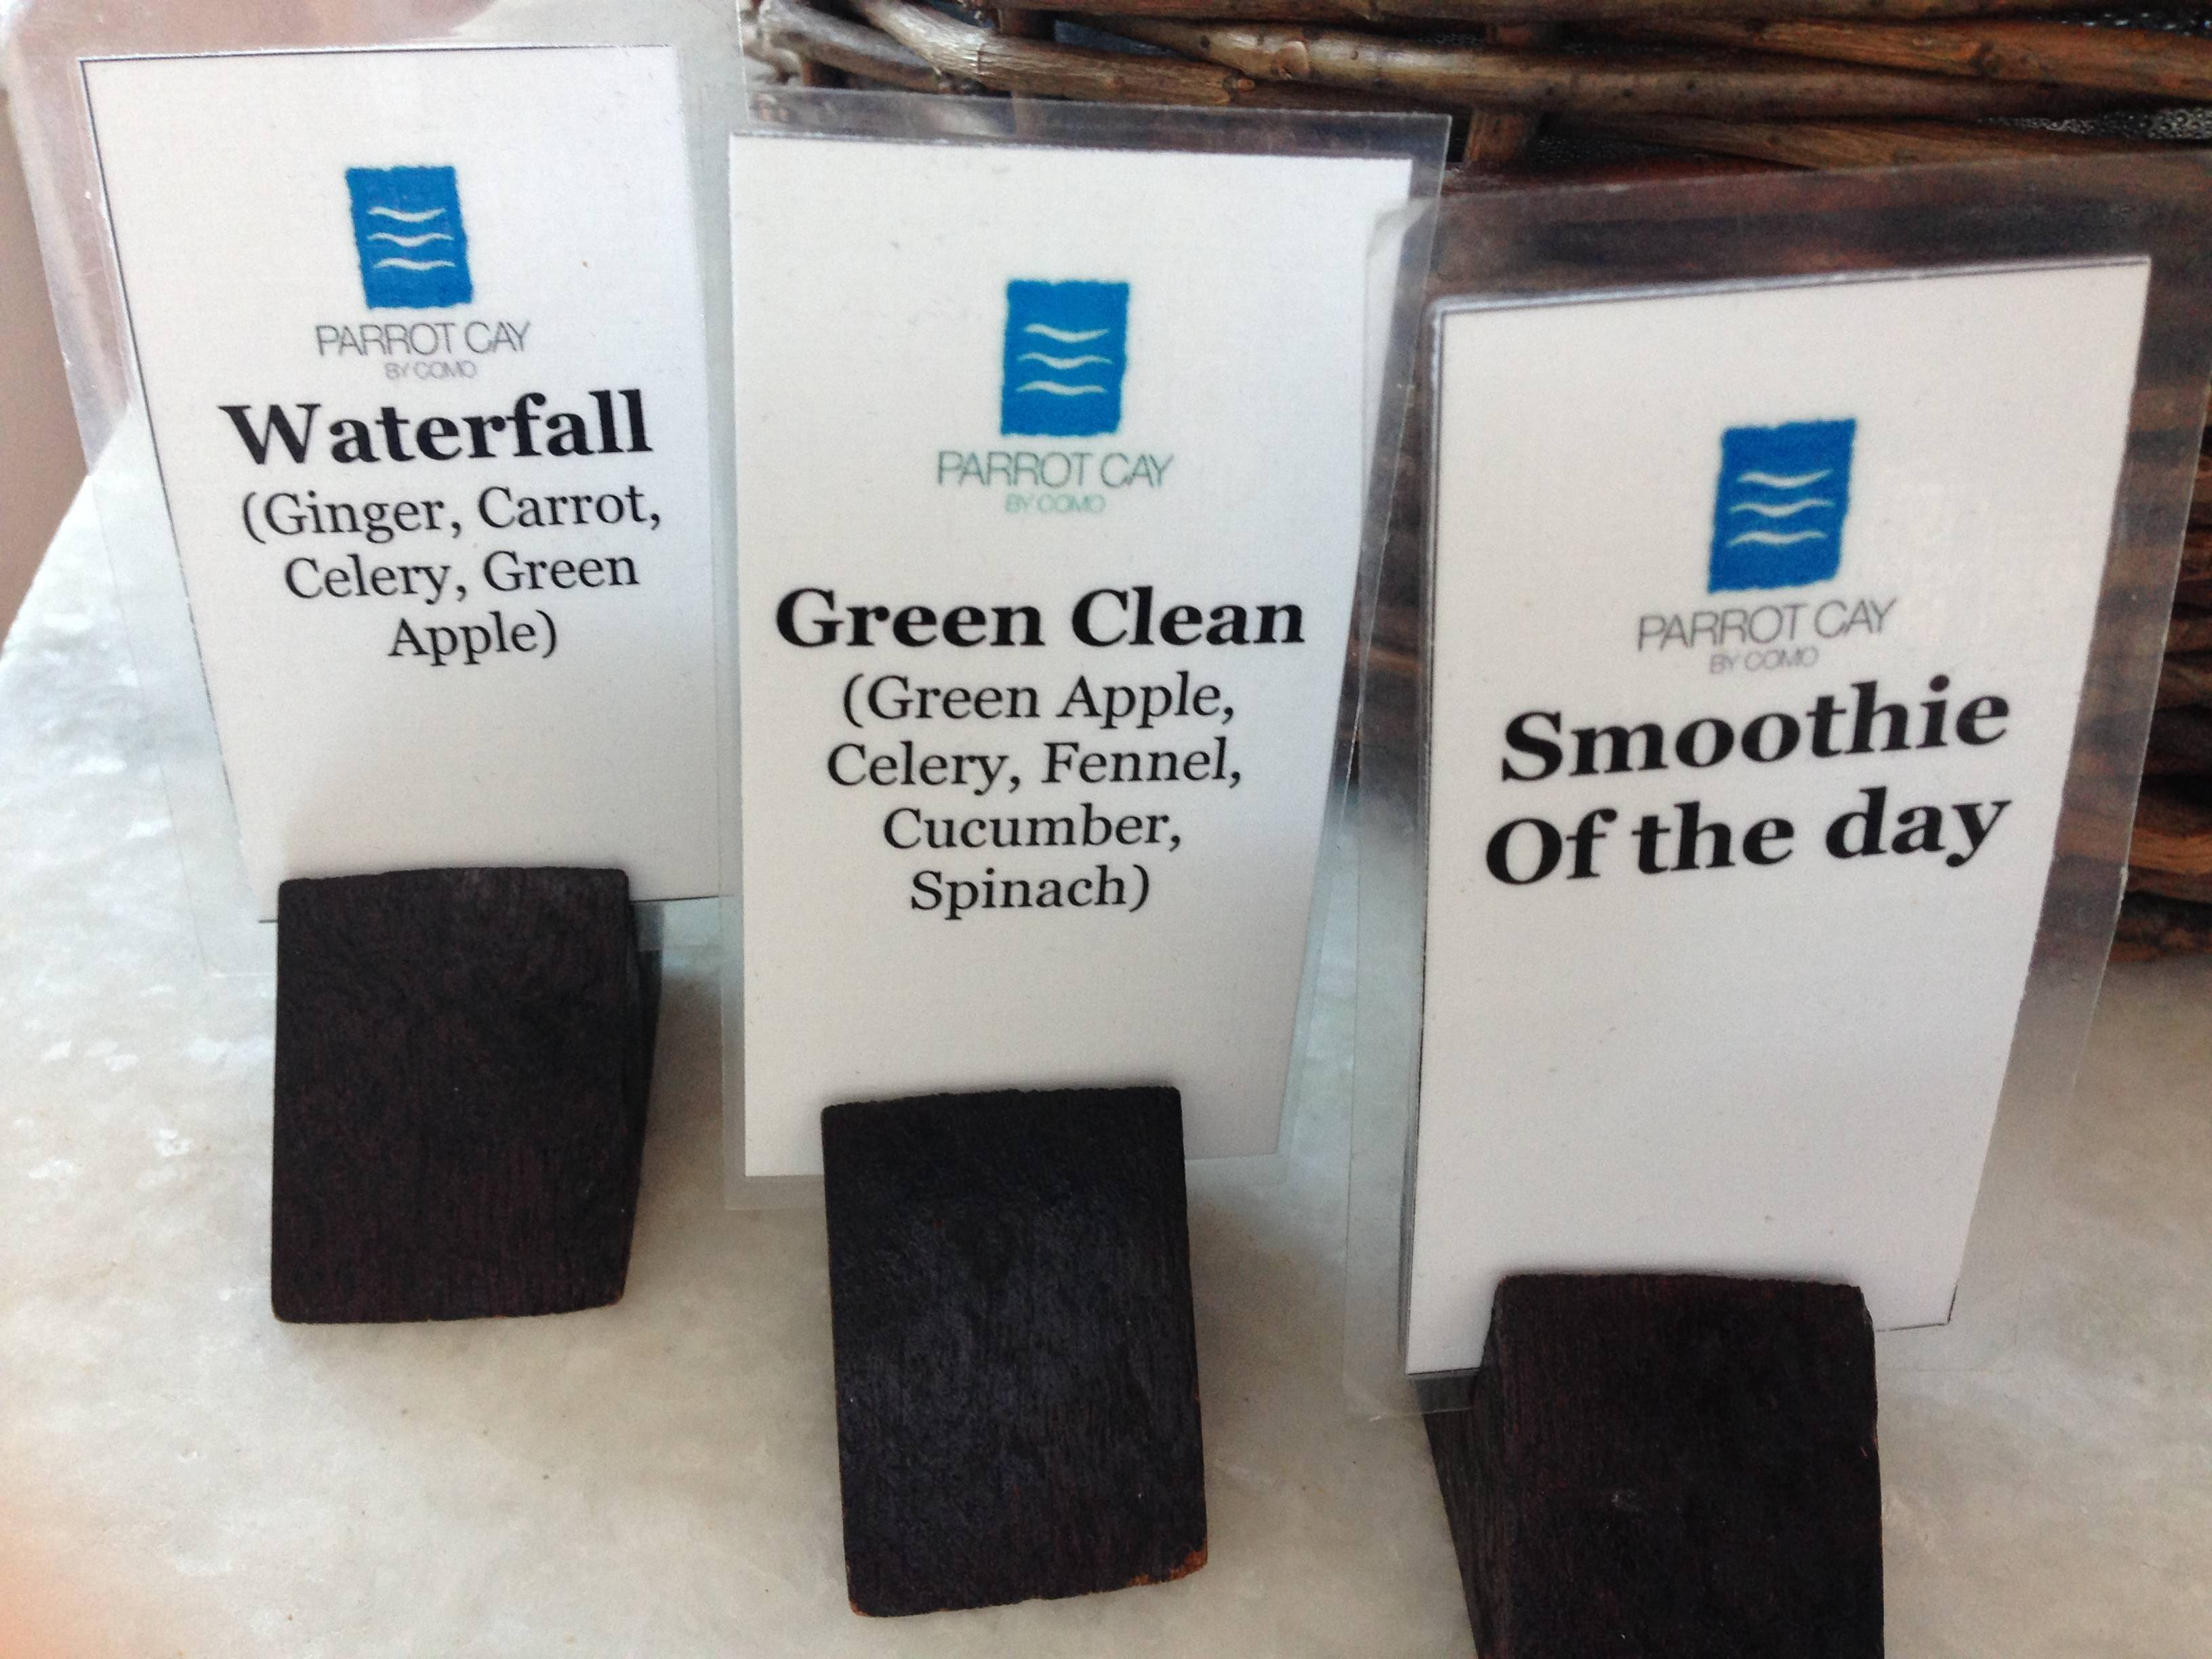 PARROT CAY
BY COMO
Waterfall
(Ginger, Carrot,
Celery, Green
Apple)
PARROT CAY
BY COMO
Green Clean
(Green Apple,
Celery, Fennel,
Cucumber,
Spinach)
PARROT CAY
BY COMO
Smoothie
Of the day